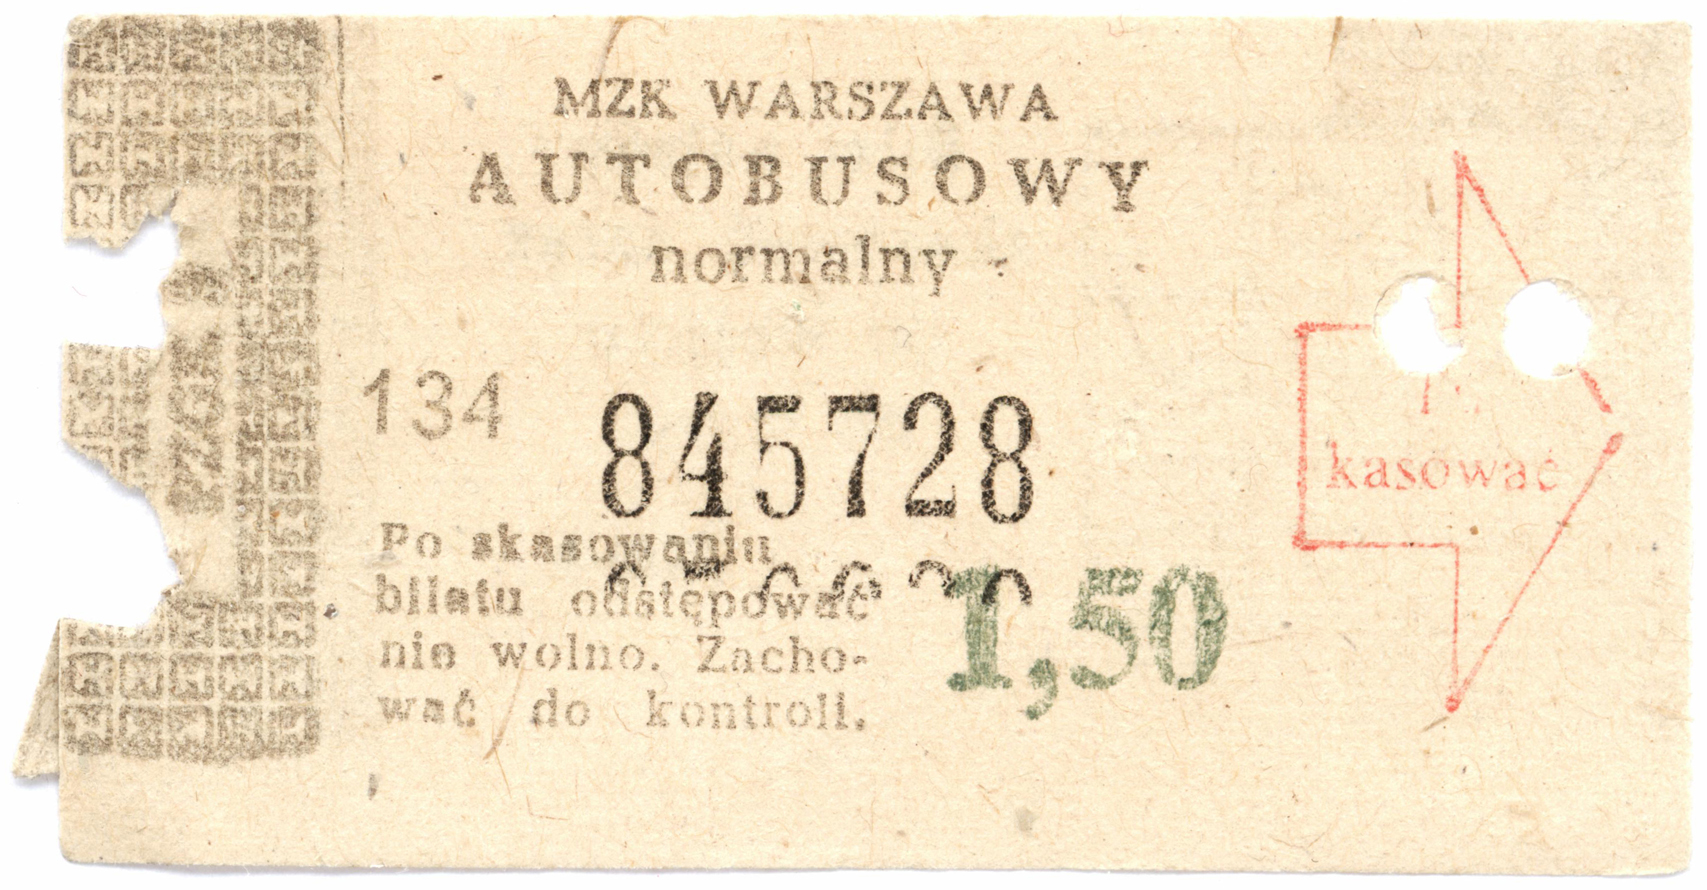 MZK WARSZAWA
AUTOBUSOWY
normalny
134
845728
Po skasowaniu
biletu odstępować
nie wolno. Zacho-
wać do kontroli.
1,50
kasować